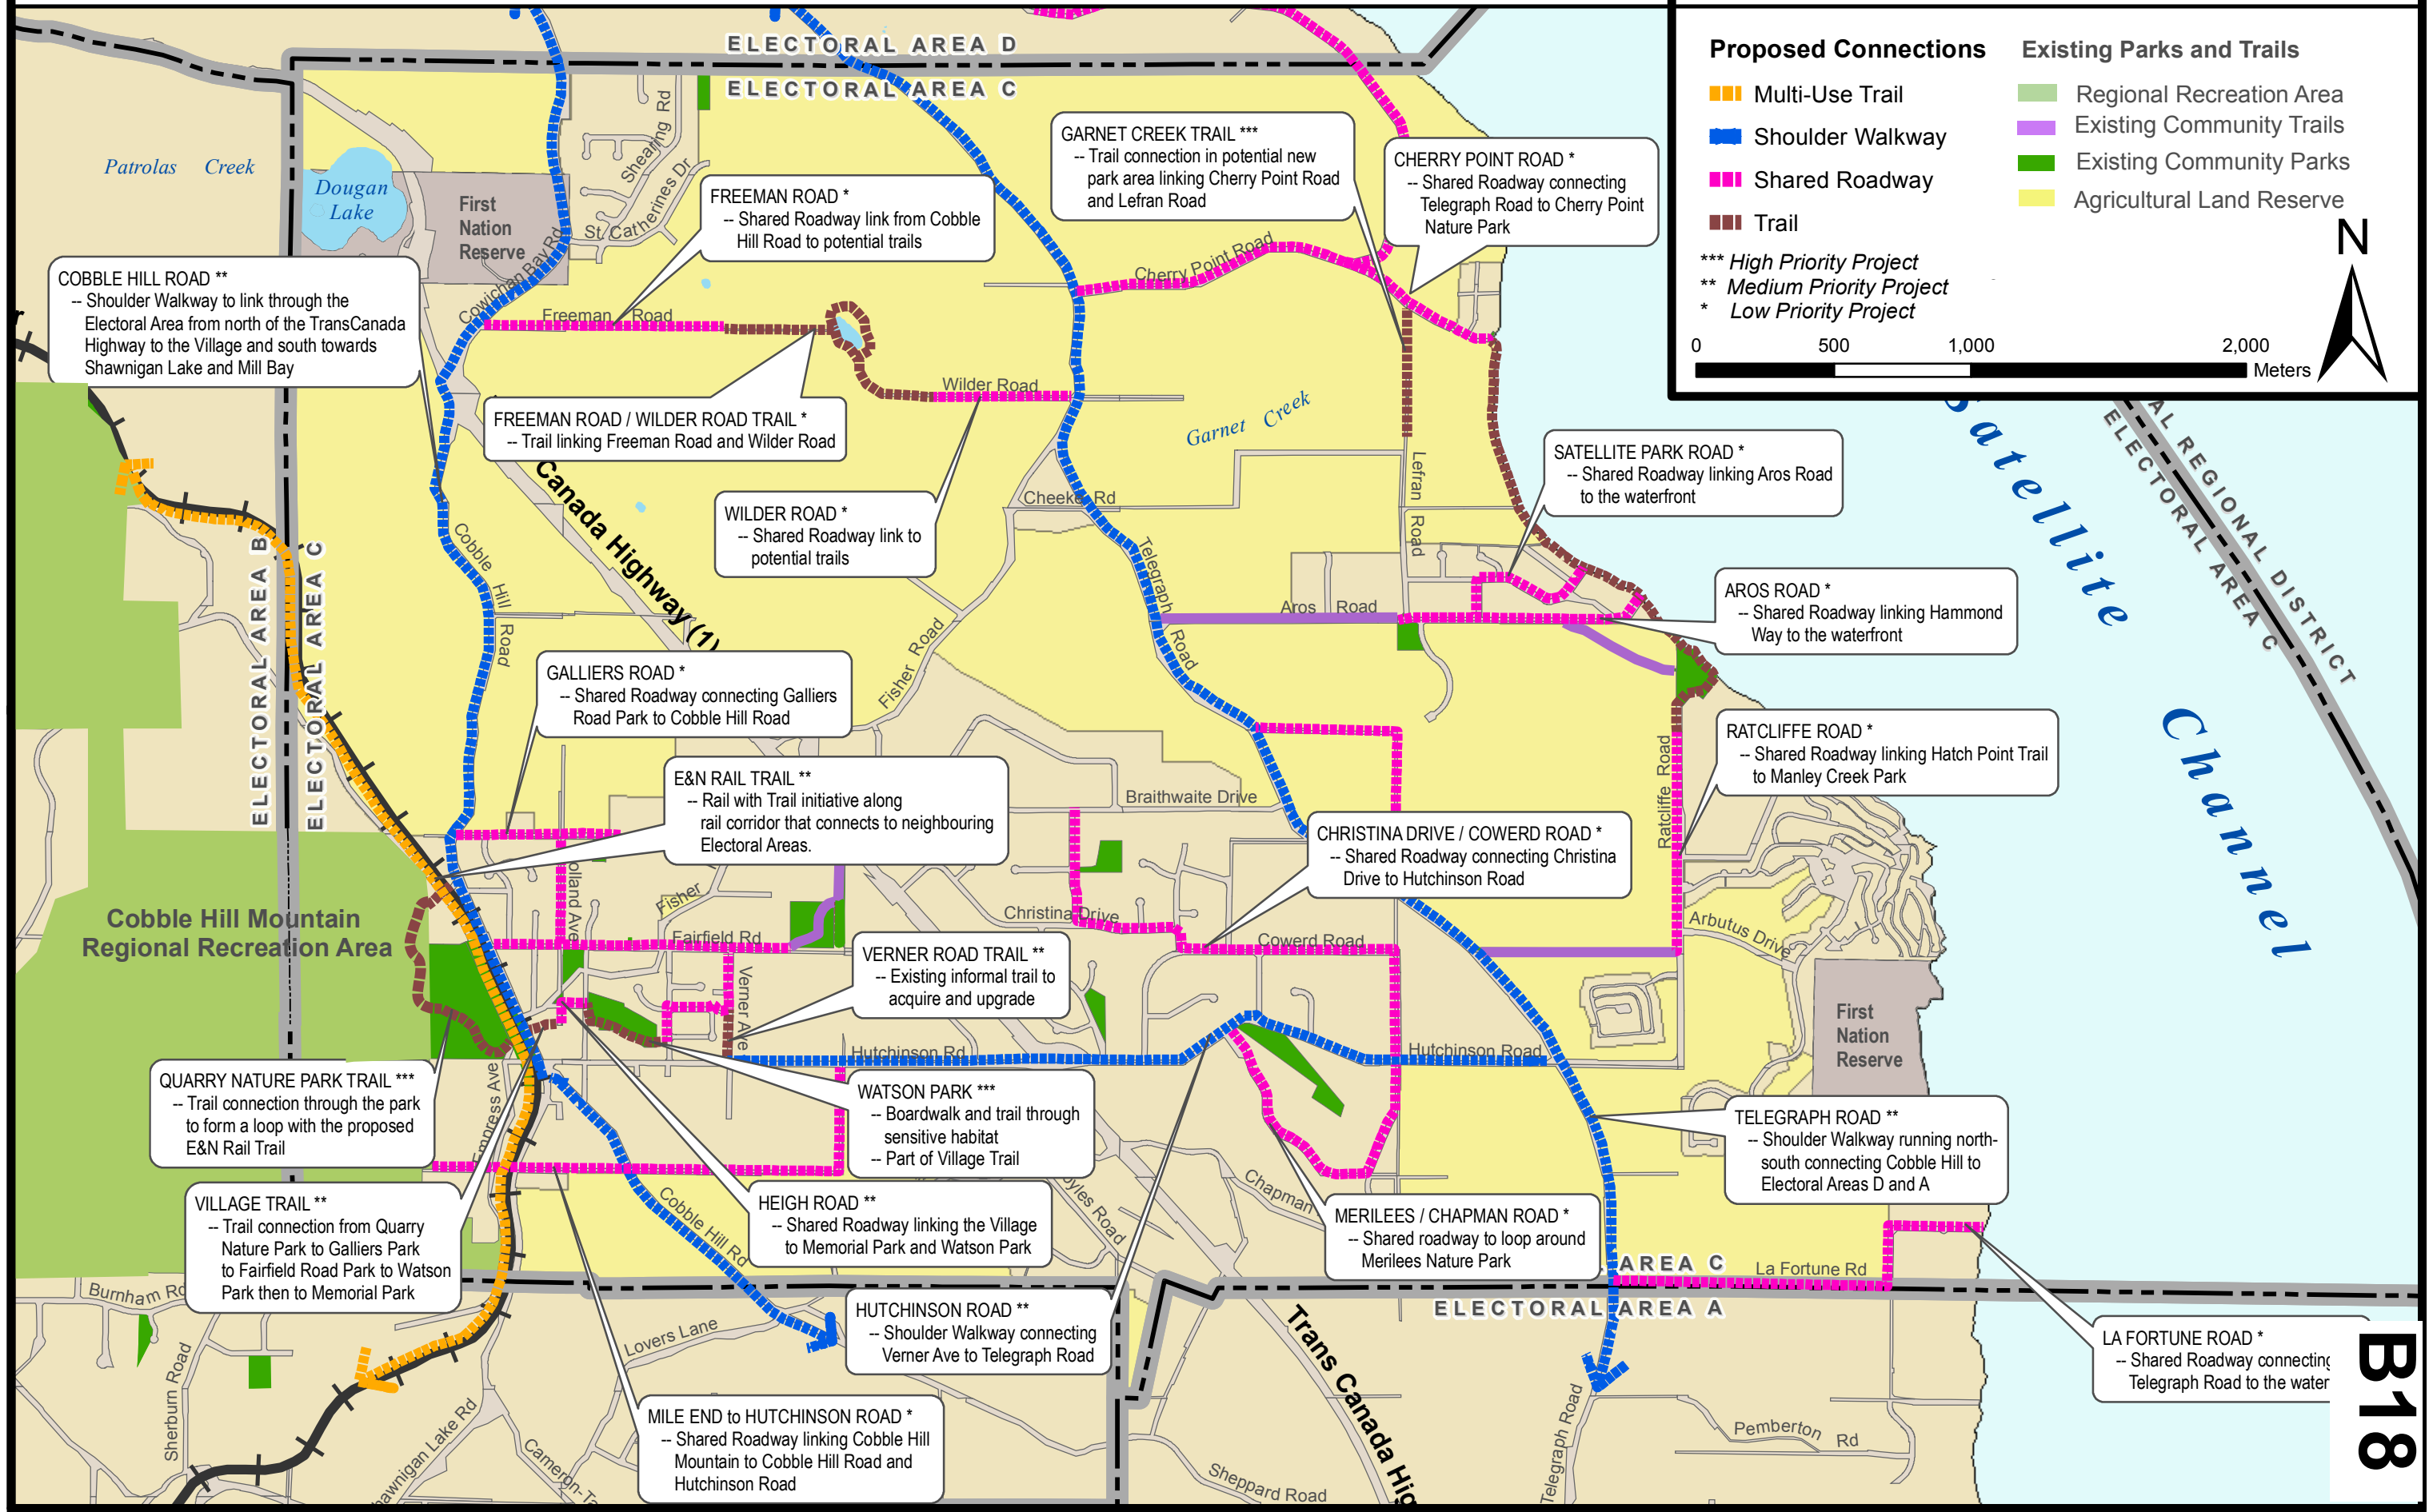 ELECTORAL AREA D
ELECTORAL AREA C
Proposed Connections
Multi-Use Trail
Shoulder Walkway
Shared Roadway
Trail
*** High Priority Project
** Medium Priority Project
* Low Priority Project
Existing Parks and Trails
Regional Recreation Area
Existing Community Trails
Existing Community Parks
Agricultural Land Reserve
N
0 500 1,000 2,000
Meters
Patrolas Creek
Dougan
Lake
First
Nation
Reserve
Shearing Rd
St. Catherines Dr
Cowichan Bay Rd
GARNET CREEK TRAIL ***
-- Trail connection in potential new
park area linking Cherry Point Road
and Lefran Road
CHERRY POINT ROAD *
-- Shared Roadway connecting
Telegraph Road to Cherry Point
Nature Park
FREEMAN ROAD *
-- Shared Roadway link from Cobble
Hill Road to potential trails
COBBLE HILL ROAD **
-- Shoulder Walkway to link through the
Electoral Area from north of the TransCanada
Highway to the Village and south towards
Shawnigan Lake and Mill Bay
Cherry Point Road
Freeman Road
Wilder Road
FREEMAN ROAD / WILDER ROAD TRAIL *
-- Trail linking Freeman Road and Wilder Road
Garnet Creek
Canada Highway (1)
WILDER ROAD *
-- Shared Roadway link to
potential trails
Cheeke Rd
Lefran Road
SATELLITE PARK ROAD *
-- Shared Roadway linking Aros Road
to the waterfront
Satellite Channel
AL REGIONAL DISTRICT
ELECTORAL AREA C
ELECTORAL AREA B
ELECTORAL AREA C
Cobble Hill Road
Telegraph Road
Aros Road
AROS ROAD *
-- Shared Roadway linking Hammond
Way to the waterfront
Fisher Road
GALLIERS ROAD *
-- Shared Roadway connecting Galliers
Road Park to Cobble Hill Road
RATCLIFFE ROAD *
-- Shared Roadway linking Hatch Point Trail
to Manley Creek Park
Ratcliffe Road
E&N RAIL TRAIL **
-- Rail with Trail initiative along
rail corridor that connects to neighbouring
Electoral Areas.
Braithwaite Drive
CHRISTINA DRIVE / COWERD ROAD *
-- Shared Roadway connecting Christina
Drive to Hutchinson Road
olland Ave
Fisher
Christina Drive
Cobble Hill Mountain
Regional Recreation Area
Fairfield Rd
Cowerd Road
Arbutus Drive
VERNER ROAD TRAIL **
-- Existing informal trail to
acquire and upgrade
Verner Ave
First
Nation
Reserve
Hutchinson Rd
Hutchinson Road
QUARRY NATURE PARK TRAIL ***
-- Trail connection through the park
to form a loop with the proposed
E&N Rail Trail
Empress Ave
WATSON PARK ***
-- Boardwalk and trail through
sensitive habitat
-- Part of Village Trail
TELEGRAPH ROAD **
-- Shoulder Walkway running north-
south connecting Cobble Hill to
Electoral Areas D and A
VILLAGE TRAIL **
-- Trail connection from Quarry
Nature Park to Galliers Park
to Fairfield Road Park to Watson
Park then to Memorial Park
Cobble Hill Rd
HEIGH ROAD **
-- Shared Roadway linking the Village
to Memorial Park and Watson Park
oyles Road
Chapman
MERILEES / CHAPMAN ROAD *
-- Shared roadway to loop around
Merilees Nature Park
AREA C
ELECTORAL AREA A
La Fortune Rd
Burnham Rd
HUTCHINSON ROAD **
-- Shoulder Walkway connecting
Verner Ave to Telegraph Road
Lovers Lane
Sherburn Road
Trans Canada Hig
LA FORTUNE ROAD *
-- Shared Roadway connecting
Telegraph Road to the water
MILE END to HUTCHINSON ROAD *
-- Shared Roadway linking Cobble Hill
Mountain to Cobble Hill Road and
Hutchinson Road
hawnigan Lake Rd
Cameron-Ta
Sheppard Road
Telegraph Road
Pemberton Rd
B18